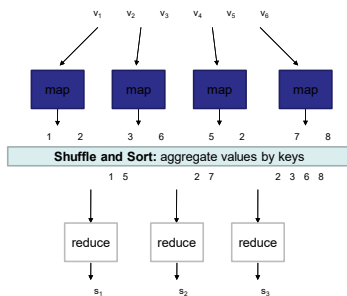 v1 v2 v3 v4 v5 v6
map map map map
1 2 3 6 5 2 7 8
Shuffle and Sort: aggregate values by keys
1 5 2 7 2 3 6 8
reduce reduce reduce
s1 s2 s3